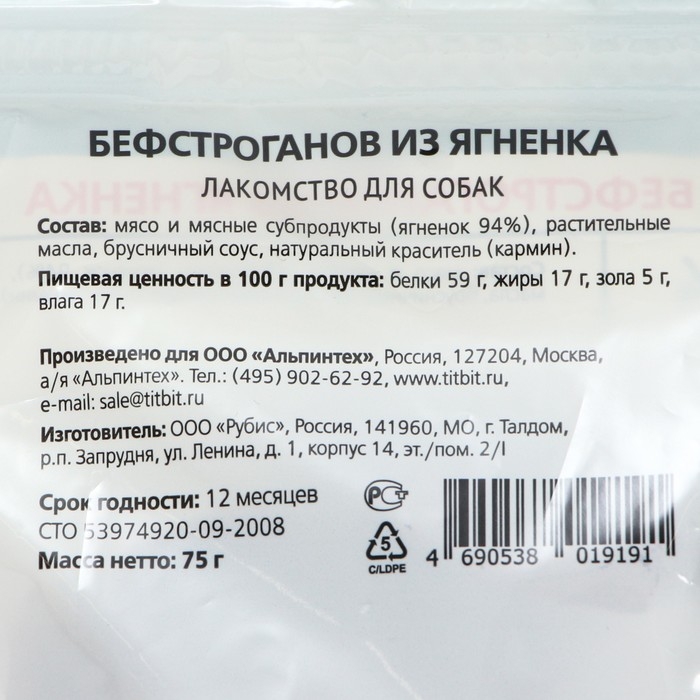 БЕФСТРОГАНОВ ИЗ ЯГНЕНКА
ЛАКОМСТВО ДЛЯ СОБАК
Состав: мясо и мясные субпродукты (ягненок 94%), растительные
масла, брусничный соус, натуральный краситель (кармин).
Пищевая ценность в 100 г продукта: белки 59 г, жиры 17 г, зола 5 г,
влага 17 г.
Произведено для ООО «Альпинтех», Россия, 127204, Москва,
а/я «Альпинтех». Тел.: (495) 902-62-92, www.titbit.ru,
e-mail: sale@titbit.ru
Изготовитель: ООО «Рубис», Россия, 141960, МО, г. Талдом,
р.п. Запрудня, ул. Ленина, д. 1, корпус 14, эт./пом. 2/I
Срок годности: 12 месяцев
СТО 53974920-09-2008
Масса нетто: 75 г
РСТ
5
C/LDPE
4 690538 019191